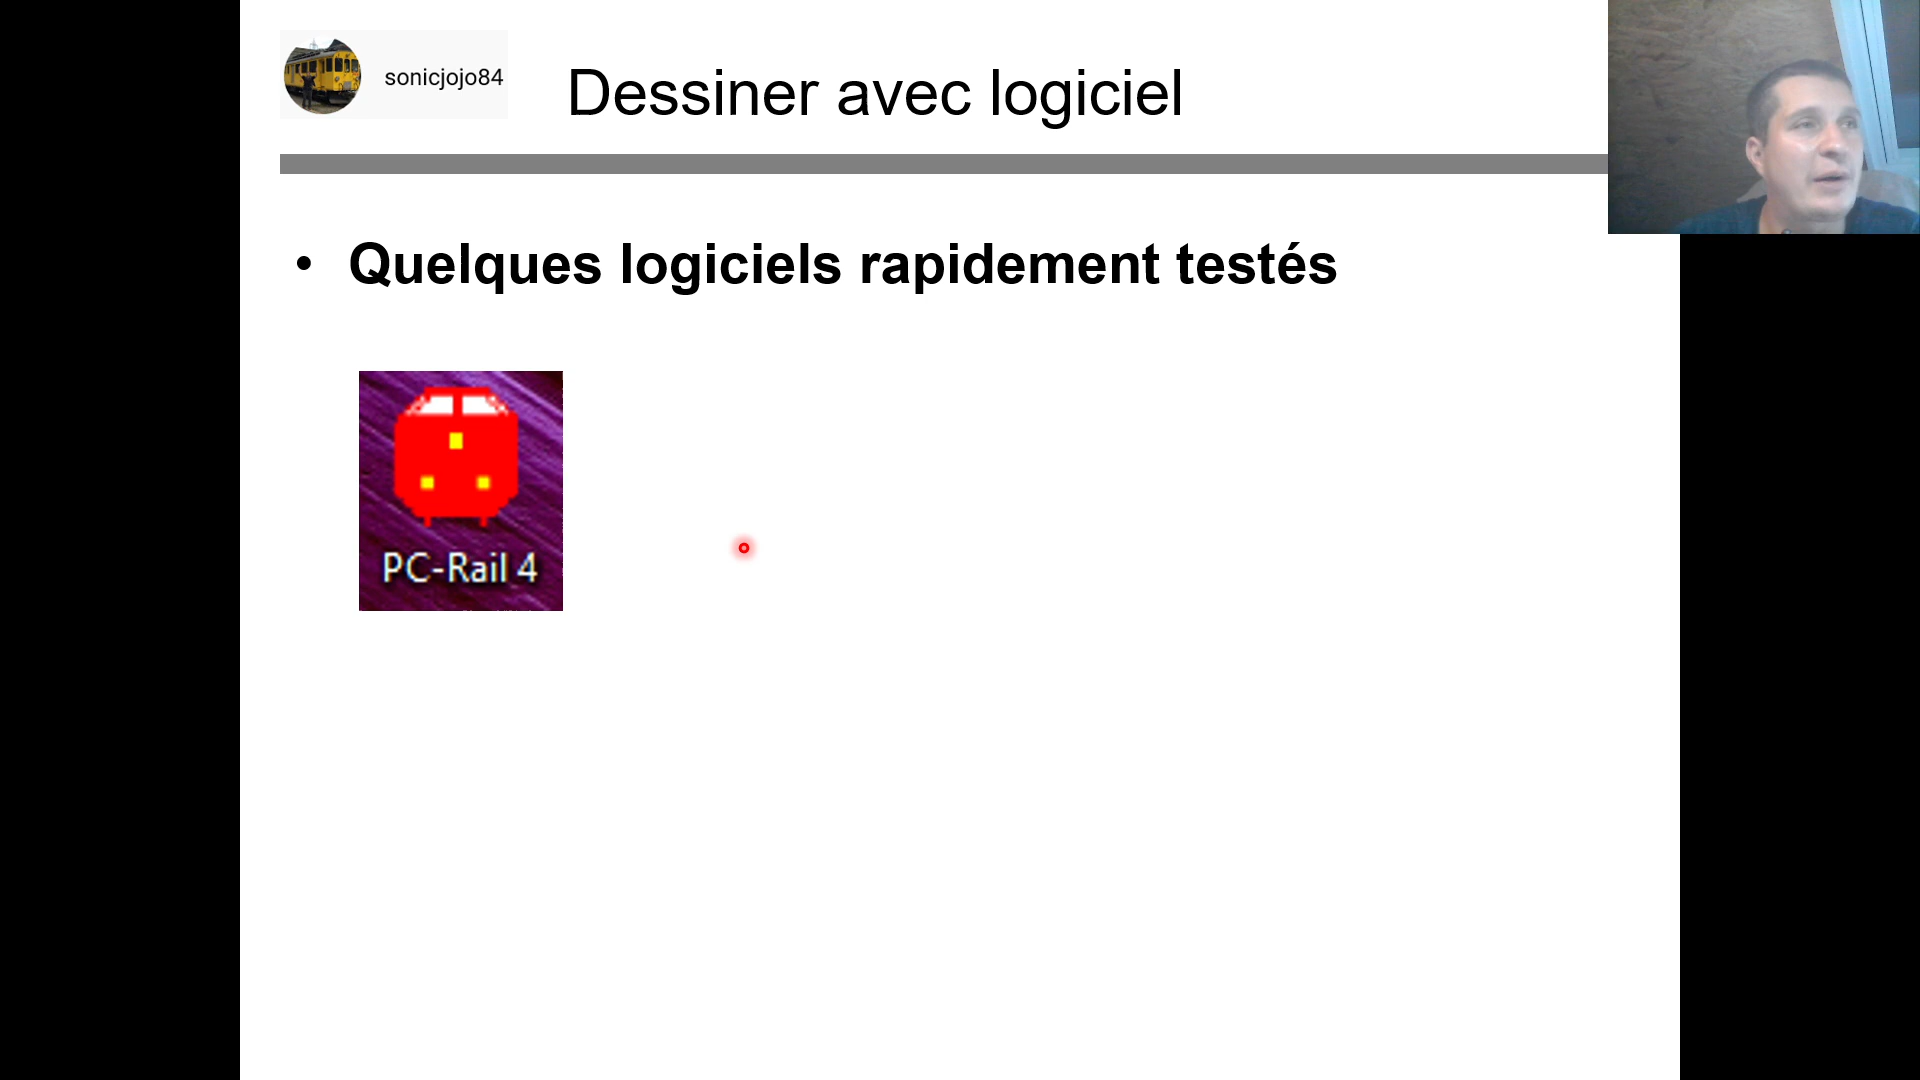 sonicjojo84
Dessiner avec logiciel
• Quelques logiciels rapidement testés
PC-Rail 4